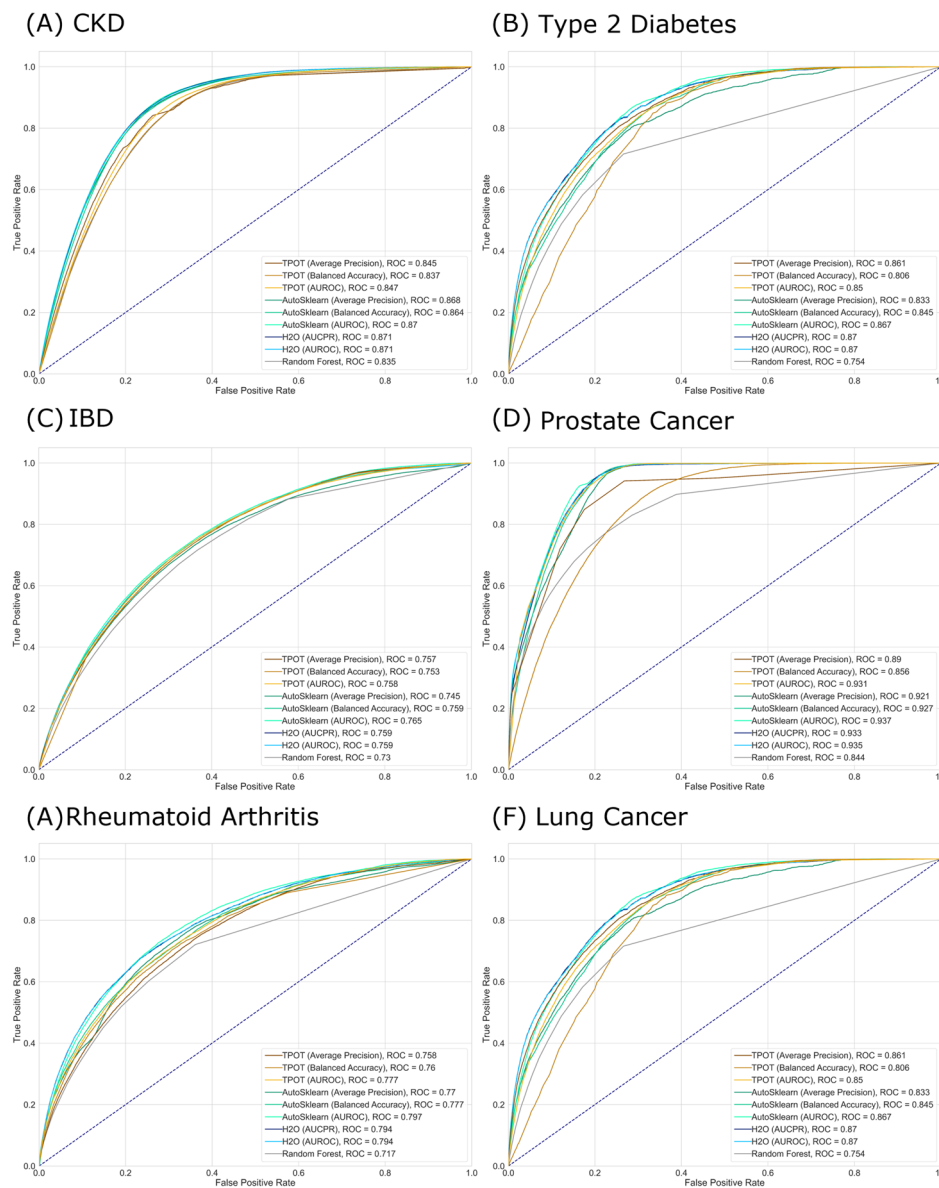 (A) CKD
(B) Type 2 Diabetes
1.0
0.8
0.6
0.4
0.2
0.0
True Positive Rate
TPOT (Average Precision), ROC = 0.845
TPOT (Balanced Accuracy), ROC = 0.837
TPOT (AUROC), ROC = 0.847
AutoSklearn (Average Precision), ROC = 0.868
AutoSklearn (Balanced Accuracy), ROC = 0.864
AutoSklearn (AUROC), ROC = 0.87
H2O (AUCPR), ROC = 0.871
H2O (AUROC), ROC = 0.871
Random Forest, ROC = 0.835
0.0 0.2 0.4 0.6 0.8 1.0
False Positive Rate
1.0
0.8
0.6
0.4
0.2
0.0
True Positive Rate
TPOT (Average Precision), ROC = 0.861
TPOT (Balanced Accuracy), ROC = 0.806
TPOT (AUROC), ROC = 0.85
AutoSklearn (Average Precision), ROC = 0.833
AutoSklearn (Balanced Accuracy), ROC = 0.845
AutoSklearn (AUROC), ROC = 0.867
H2O (AUCPR), ROC = 0.87
H2O (AUROC), ROC = 0.87
Random Forest, ROC = 0.754
0.0 0.2 0.4 0.6 0.8 1.0
False Positive Rate
(C) IBD
(D) Prostate Cancer
1.0
0.8
0.6
0.4
0.2
0.0
True Positive Rate
TPOT (Average Precision), ROC = 0.757
TPOT (Balanced Accuracy), ROC = 0.753
TPOT (AUROC), ROC = 0.758
AutoSklearn (Average Precision), ROC = 0.745
AutoSklearn (Balanced Accuracy), ROC = 0.759
AutoSklearn (AUROC), ROC = 0.765
H2O (AUCPR), ROC = 0.759
H2O (AUROC), ROC = 0.759
Random Forest, ROC = 0.73
0.0 0.2 0.4 0.6 0.8 1.0
False Positive Rate
1.0
0.8
0.6
0.4
0.2
0.0
True Positive Rate
TPOT (Average Precision), ROC = 0.89
TPOT (Balanced Accuracy), ROC = 0.856
TPOT (AUROC), ROC = 0.931
AutoSklearn (Average Precision), ROC = 0.921
AutoSklearn (Balanced Accuracy), ROC = 0.927
AutoSklearn (AUROC), ROC = 0.937
H2O (AUCPR), ROC = 0.933
H2O (AUROC), ROC = 0.935
Random Forest, ROC = 0.844
0.0 0.2 0.4 0.6 0.8 1.0
False Positive Rate
(A)Rheumatoid Arthritis
(F) Lung Cancer
1.0
0.8
0.6
0.4
0.2
0.0
True Positive Rate
TPOT (Average Precision), ROC = 0.758
TPOT (Balanced Accuracy), ROC = 0.76
TPOT (AUROC), ROC = 0.777
AutoSklearn (Average Precision), ROC = 0.77
AutoSklearn (Balanced Accuracy), ROC = 0.777
AutoSklearn (AUROC), ROC = 0.797
H2O (AUCPR), ROC = 0.794
H2O (AUROC), ROC = 0.794
Random Forest, ROC = 0.717
0.0 0.2 0.4 0.6 0.8 1.0
False Positive Rate
1.0
0.8
0.6
0.4
0.2
0.0
True Positive Rate
TPOT (Average Precision), ROC = 0.861
TPOT (Balanced Accuracy), ROC = 0.806
TPOT (AUROC), ROC = 0.85
AutoSklearn (Average Precision), ROC = 0.833
AutoSklearn (Balanced Accuracy), ROC = 0.845
AutoSklearn (AUROC), ROC = 0.867
H2O (AUCPR), ROC = 0.87
H2O (AUROC), ROC = 0.87
Random Forest, ROC = 0.754
0.0 0.2 0.4 0.6 0.8 1.0
False Positive Rate